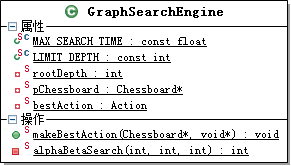 GraphSearchEngine
属性
MAX_SEARCH_TIME : const float
LIMIT_DEPTH : const int
rootDepth : int
pChessboard : Chessboard*
bestAction : Action
操作
makeBestAction(Chessboard*, void*) : void
alphaBetaSearch(int, int, int) : int